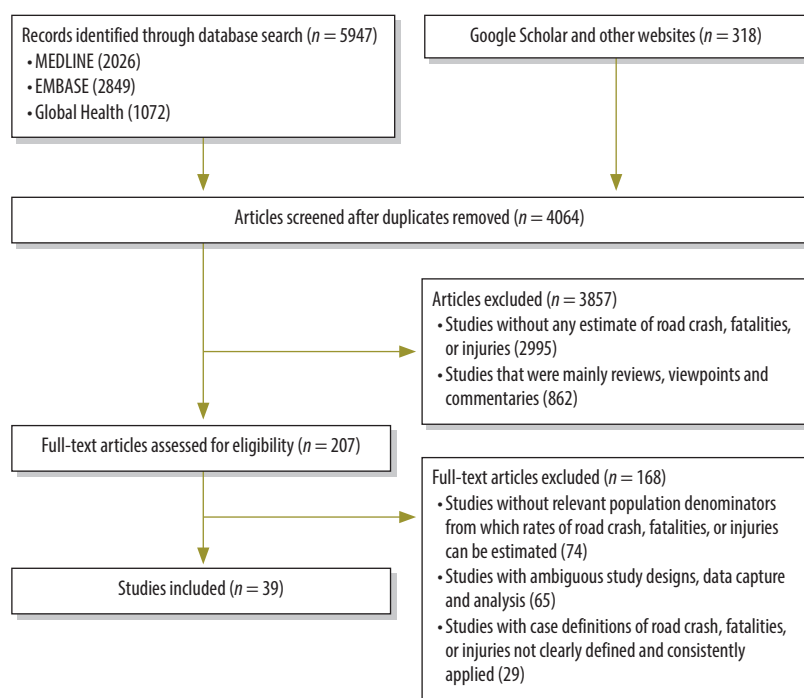 Records identified through database search (n = 5947)
• MEDLINE (2026)
• EMBASE (2849)
• Global Health (1072)
Google Scholar and other websites (n = 318)
Articles screened after duplicates removed (n = 4064)
Articles excluded (n = 3857)
• Studies without any estimate of road crash, fatalities,
or injuries (2995)
• Studies that were mainly reviews, viewpoints and
commentaries (862)
Full-text articles assessed for eligibility (n = 207)
Full-text articles excluded (n = 168)
• Studies without relevant population denominators
from which rates of road crash, fatalities, or injuries
can be estimated (74)
• Studies with ambiguous study designs, data capture
and analysis (65)
• Studies with case definitions of road crash, fatalities,
or injuries not clearly defined and consistently
applied (29)
Studies included (n = 39)